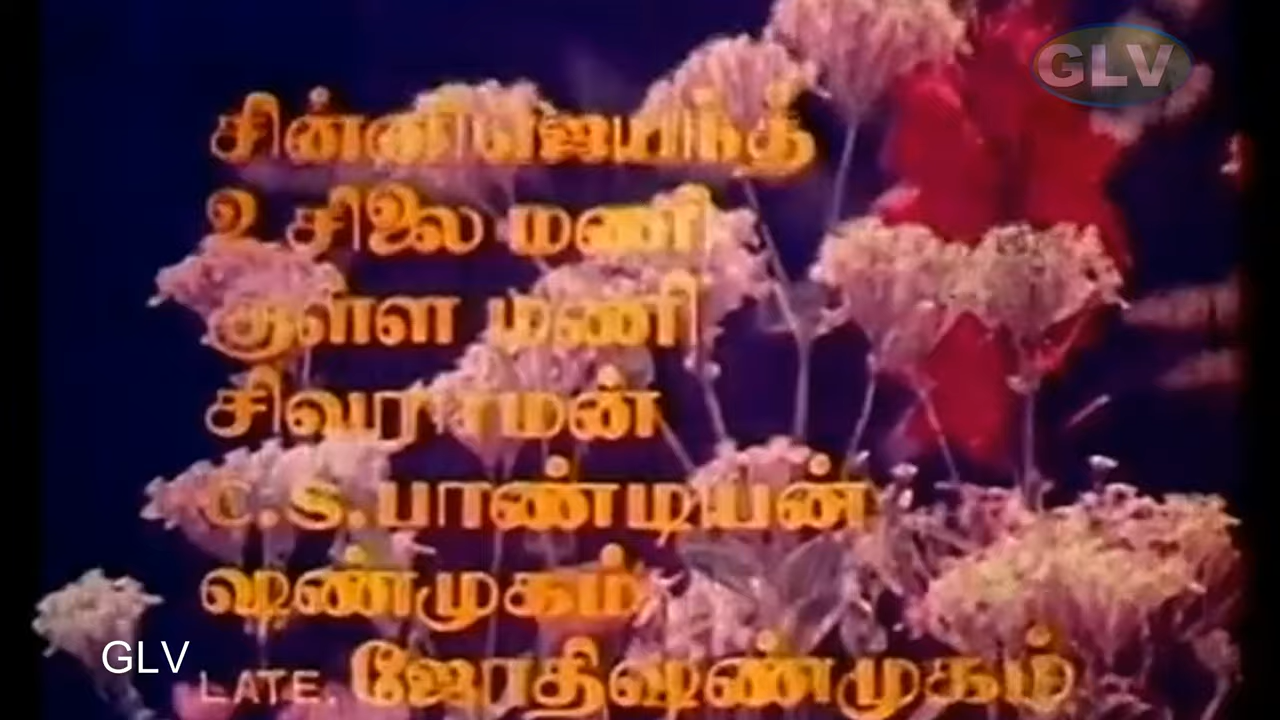 GLV
சின்னிஜெயந்த்
உசிலை மணி
குள்ள மணி
சிவராமன்
C.S.பாண்டியன்
ஷண்முகம்
GLV
LATE. ஜோதிஷண்முகம்